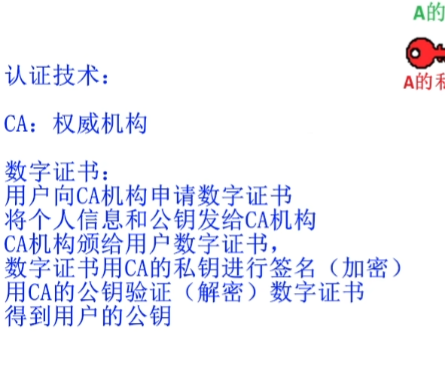 A的
A的私
认证技术：
CA：权威机构
数字证书：
用户向CA机构申请数字证书
将个人信息和公钥发给CA机构
CA机构颁给用户数字证书，
数字证书用CA的私钥进行签名（加密）
用CA的公钥验证（解密）数字证书
得到用户的公钥